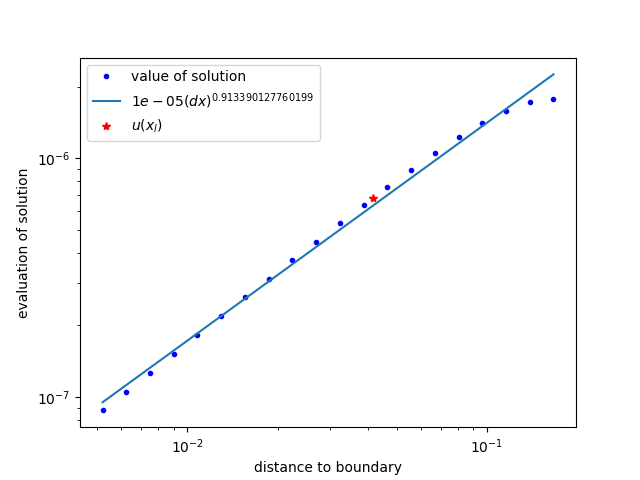 value of solution
1e − 05(dx)^0.913390127760199
u(x_l)
10^−6
10^−7
evaluation of solution
10^−2
10^−1
distance to boundary